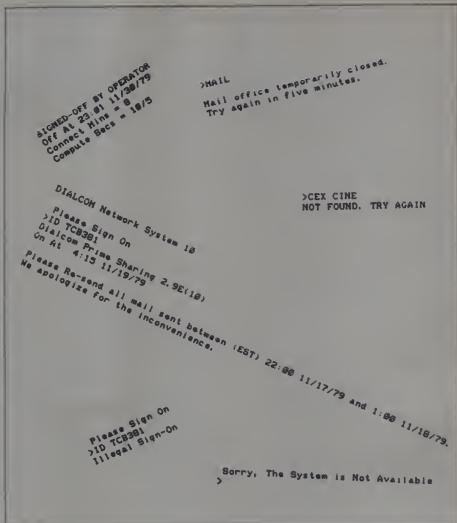 SIGNED-OFF BY OPERATOR
Off At 23:01 11/30/79
Connect Mins = 8
Compute Secs = 10/5
>MAIL
Mail office temporarily closed.
Try again in five minutes.
>CEX CINE
NOT FOUND. TRY AGAIN
DIALCOM Network System 10
Please Sign On
>ID TCB381
Dialcom Prime Sharing 2.9E(10)
On At 4:15 11/19/79
Please Re-send all mail sent between (EST) 22:00 11/17/79 and 1:00 11/18/79.
We apologize for the inconvenience.
Please Sign On
>ID TCB381
Illegal Sign-On
Sorry, The System is Not Available
>